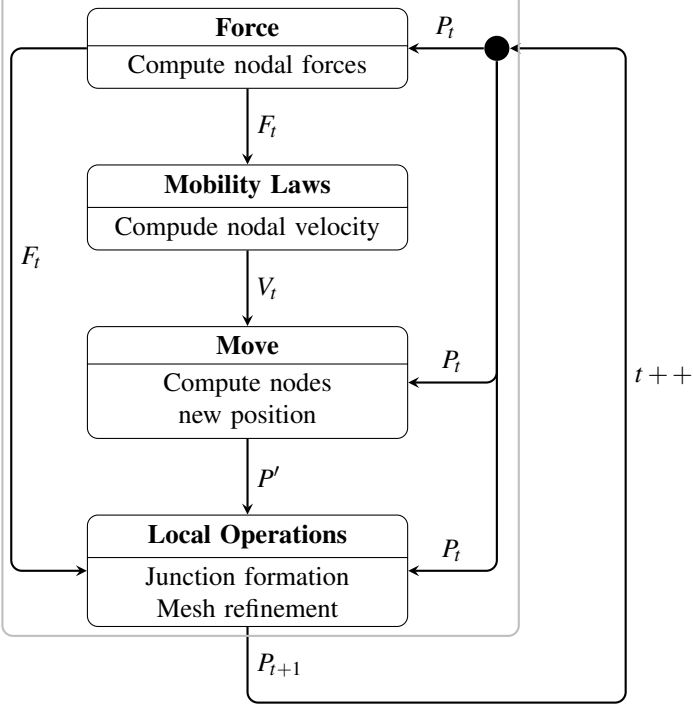 Force
P_t
Compute nodal forces
F_t
Mobility Laws
Compude nodal velocity
F_t
V_t
Move
P_t
Compute nodes
new position
t++
P′
Local Operations
P_t
Junction formation
Mesh refinement
P_{t+1}